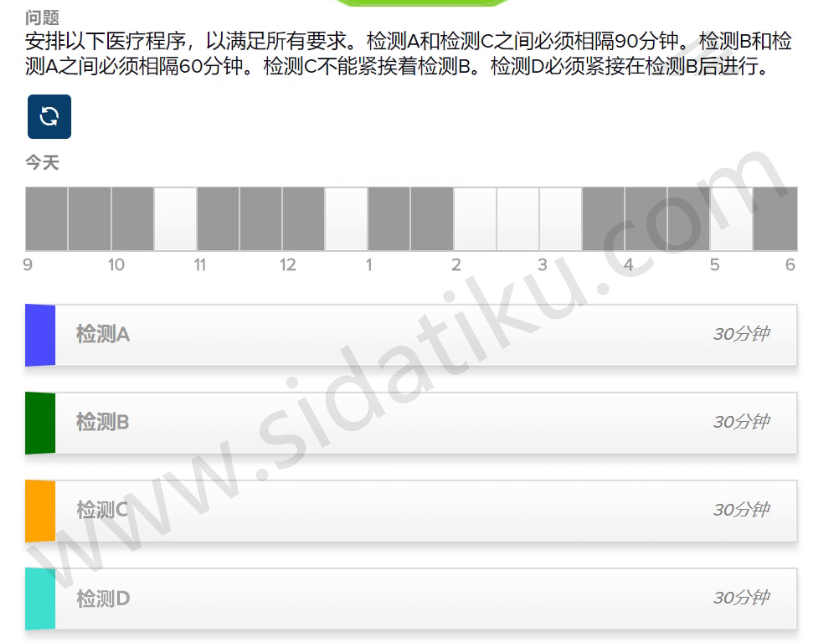 问题
安排以下医疗程序，以满足所有要求。检测A和检测C之间必须相隔90分钟。检测B和检
测A之间必须相隔60分钟。检测C不能紧挨着检测B。检测D必须紧接在检测B后进行。
今天
9 10 11 12 1 2 3 4 5 6
检测A 30分钟
检测B 30分钟
检测C 30分钟
检测D 30分钟
www.sidatiku.com